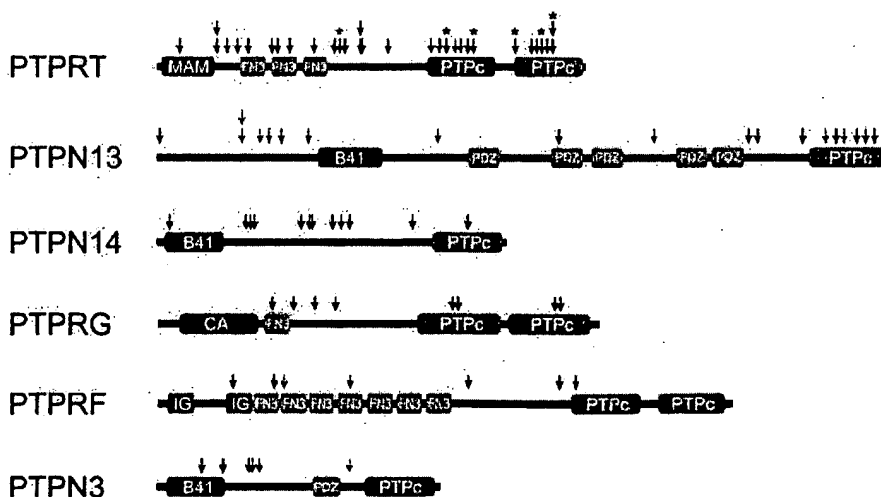 PTPRT MAM FN3 FN3 FN3 PTPc PTPc
PTPN13 B41 PDZ PDZ PDZ PDZ PDZ PTPc
PTPN14 B41 PTPc
PTPRG CA FN3 PTPc PTPc
PTPRF IG IG FN3 FN3 FN3 FN3 FN3 FN3 FN3 PTPc PTPc
PTPN3 B41 PDZ PTPc